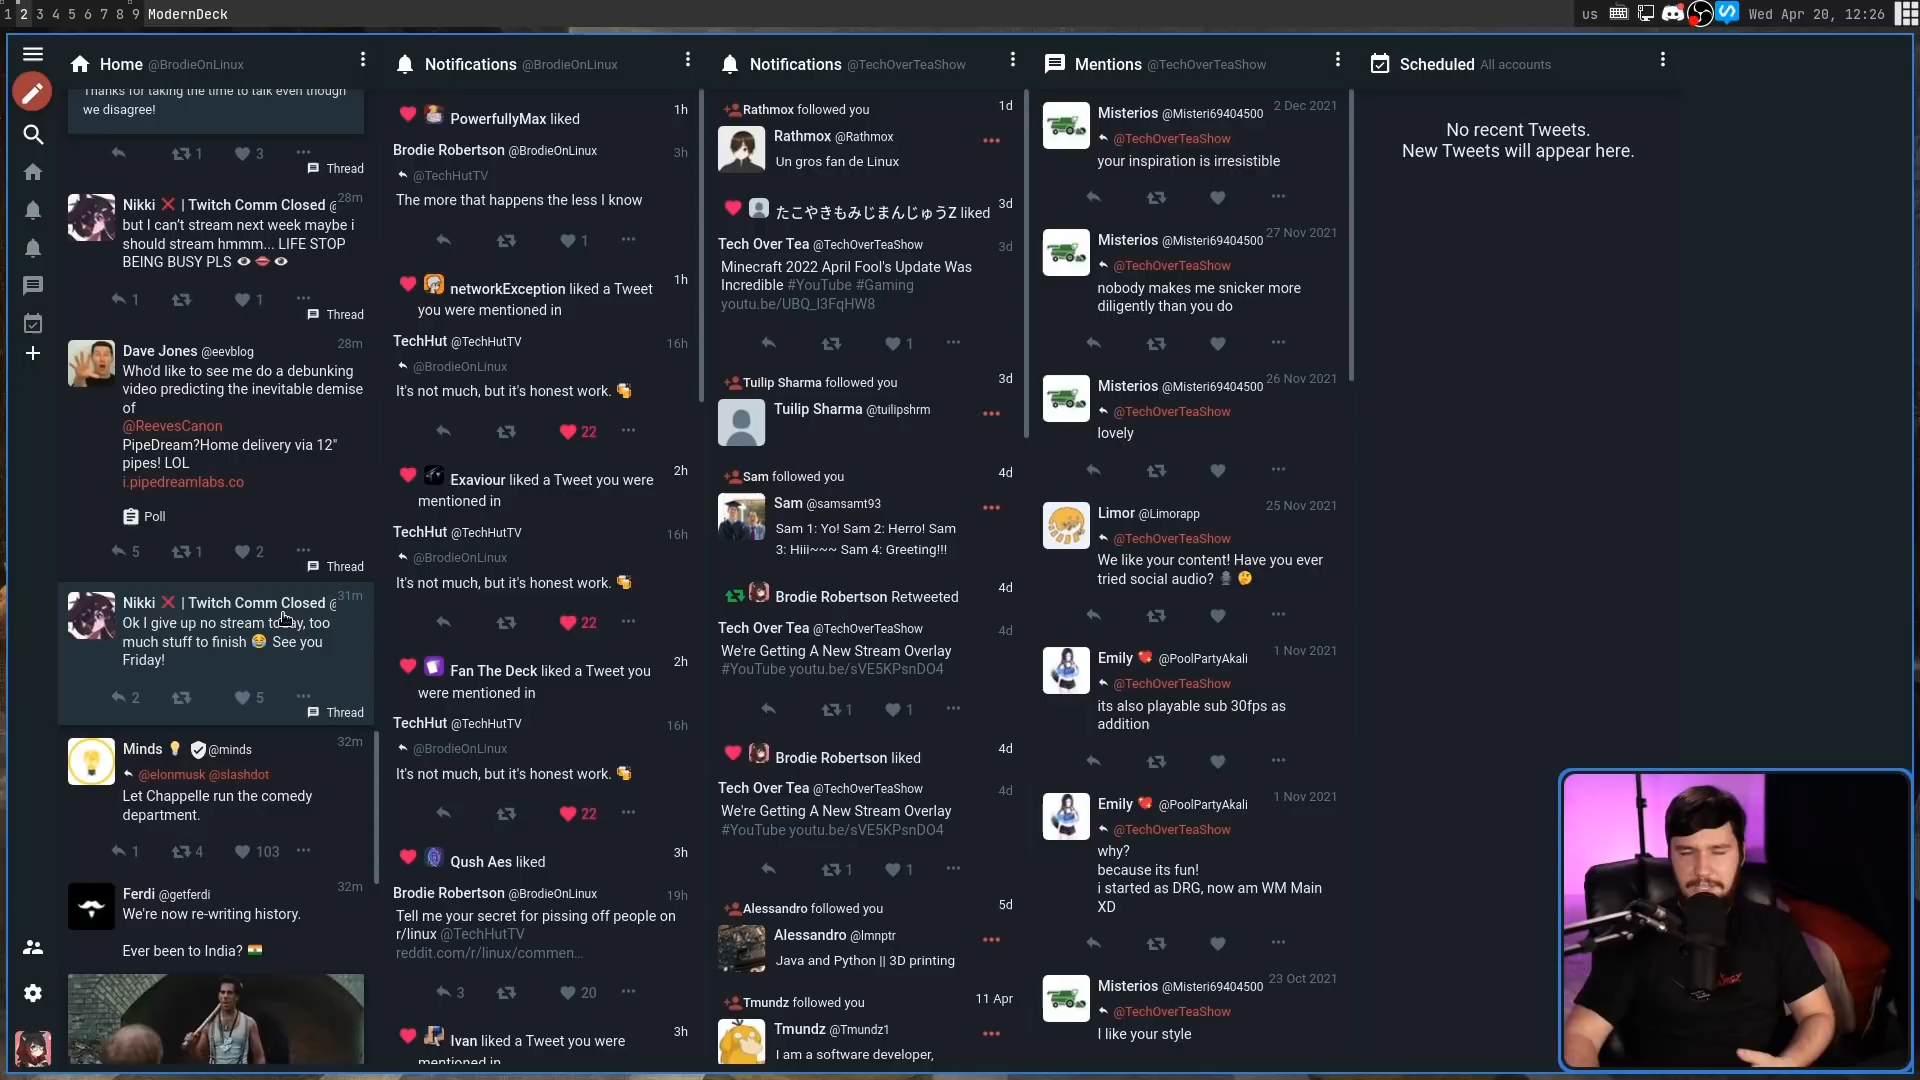 1 2 3 4 5 6 7 8 9 ModernDeck
us Wed Apr 20, 12:26
Home @BrodieOnLinux
Thanks for taking the time to talk even though
we disagree!
1 3
Thread
Nikki ❌ | Twitch Comm Closed @ 28m
but I can't stream next week maybe i
should stream hmmm... LIFE STOP
BEING BUSY PLS 👁️👄👁️
1 1
Thread
Dave Jones @eevblog 28m
Who'd like to see me do a debunking
video predicting the inevitable demise
of
@ReevesCanon
PipeDream?Home delivery via 12"
pipes! LOL
i.pipedreamlabs.co
Poll
5 1 2
Thread
Nikki ❌ | Twitch Comm Closed @ 31m
Ok I give up no stream today, too
much stuff to finish 😂 See you
Friday!
2 5
Thread
Minds 💡 @minds 32m
@elonmusk @slashdot
Let Chappelle run the comedy
department.
1 4 103
Ferdi @getferdi 32m
We're now re-writing history.
Ever been to India? 🇮🇳
Notifications @BrodieOnLinux
PowerfullyMax liked 1h
Brodie Robertson @BrodieOnLinux 3h
@TechHutTV
The more that happens the less I know
1
networkException liked a Tweet 1h
you were mentioned in
TechHut @TechHutTV 16h
@BrodieOnLinux
It's not much, but it's honest work. 🍻
22
Exaviour liked a Tweet you were 2h
mentioned in
TechHut @TechHutTV 16h
@BrodieOnLinux
It's not much, but it's honest work. 🍻
22
Fan The Deck liked a Tweet you 2h
were mentioned in
TechHut @TechHutTV 16h
@BrodieOnLinux
It's not much, but it's honest work. 🍻
22
Qush Aes liked 3h
Brodie Robertson @BrodieOnLinux 19h
Tell me your secret for pissing off people on
r/linux @TechHutTV
reddit.com/r/linux/commen…
3 20
Ivan liked a Tweet you were 3h
mentioned in
Notifications @TechOverTeaShow
Rathmox followed you 1d
Rathmox @Rathmox
Un gros fan de Linux
たこやきもみじまんじゅうZ liked 3d
Tech Over Tea @TechOverTeaShow 3d
Minecraft 2022 April Fool's Update Was
Incredible #YouTube #Gaming
youtu.be/UBQ_I3FqHW8
1
Tuilip Sharma followed you 3d
Tuilip Sharma @tuilipshrm
Sam followed you 4d
Sam @samsamt93
Sam 1: Yo! Sam 2: Herro! Sam
3: Hiii~~~ Sam 4: Greeting!!!
Brodie Robertson Retweeted 4d
Tech Over Tea @TechOverTeaShow 4d
We're Getting A New Stream Overlay
#YouTube youtu.be/sVE5KPsnDO4
1 1
Brodie Robertson liked 4d
Tech Over Tea @TechOverTeaShow 4d
We're Getting A New Stream Overlay
#YouTube youtu.be/sVE5KPsnDO4
1 1
Alessandro followed you 5d
Alessandro @lmnptr
Java and Python || 3D printing
Tmundz followed you 11 Apr
Tmundz @Tmundz1
I am a software developer,
Mentions @TechOverTeaShow
Misterios @Misteri69404500 2 Dec 2021
@TechOverTeaShow
your inspiration is irresistible
Misterios @Misteri69404500 27 Nov 2021
@TechOverTeaShow
nobody makes me snicker more
diligently than you do
Misterios @Misteri69404500 26 Nov 2021
@TechOverTeaShow
lovely
Limor @Limorapp 25 Nov 2021
@TechOverTeaShow
We like your content! Have you ever
tried social audio? 🎙️ 🤔
Emily 💖 @PoolPartyAkali 1 Nov 2021
@TechOverTeaShow
its also playable sub 30fps as
addition
Emily 💖 @PoolPartyAkali 1 Nov 2021
@TechOverTeaShow
why?
because its fun!
i started as DRG, now am WM Main
XD
Misterios @Misteri69404500 23 Oct 2021
@TechOverTeaShow
I like your style
Scheduled All accounts
No recent Tweets.
New Tweets will appear here.